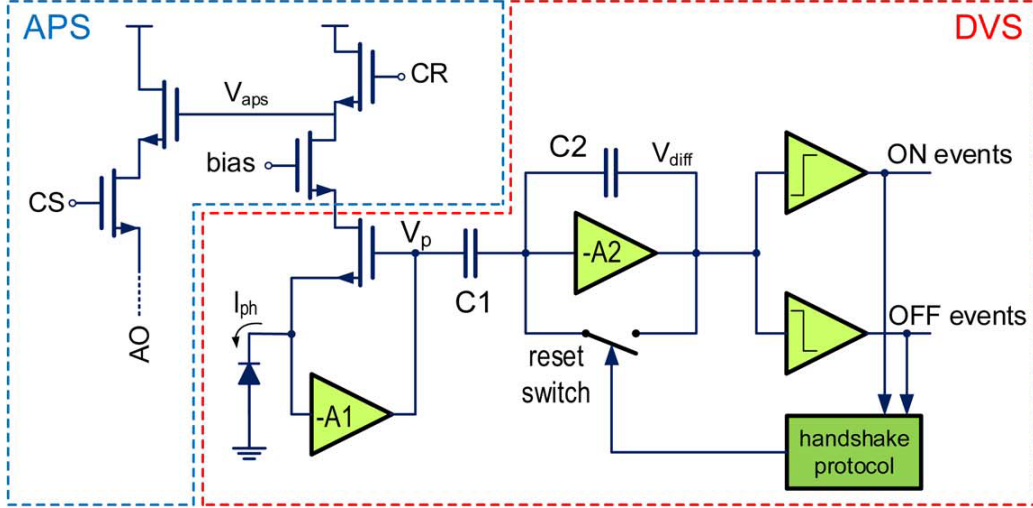 APS
DVS
CR
Vaps
bias
CS
AO
C2
Vdiff
ON events
-A2
Vp
C1
Iph
OFF events
reset
switch
-A1
handshake
protocol